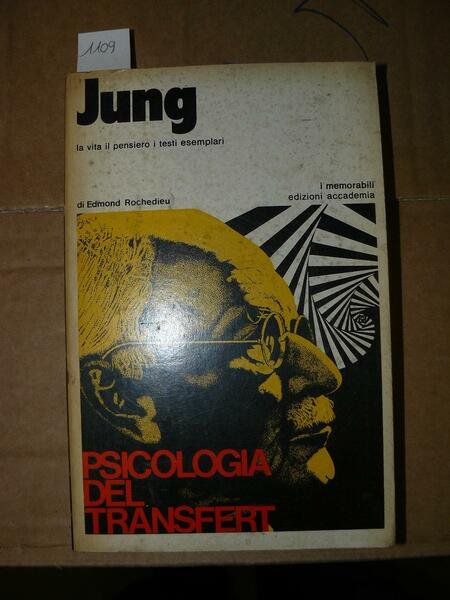 1109
Jung
la vita il pensiero i testi esemplari
di Edmond Rochedieu
i memorabili
edizioni accademia
PSICOLOGIA
DEL
TRANSFERT